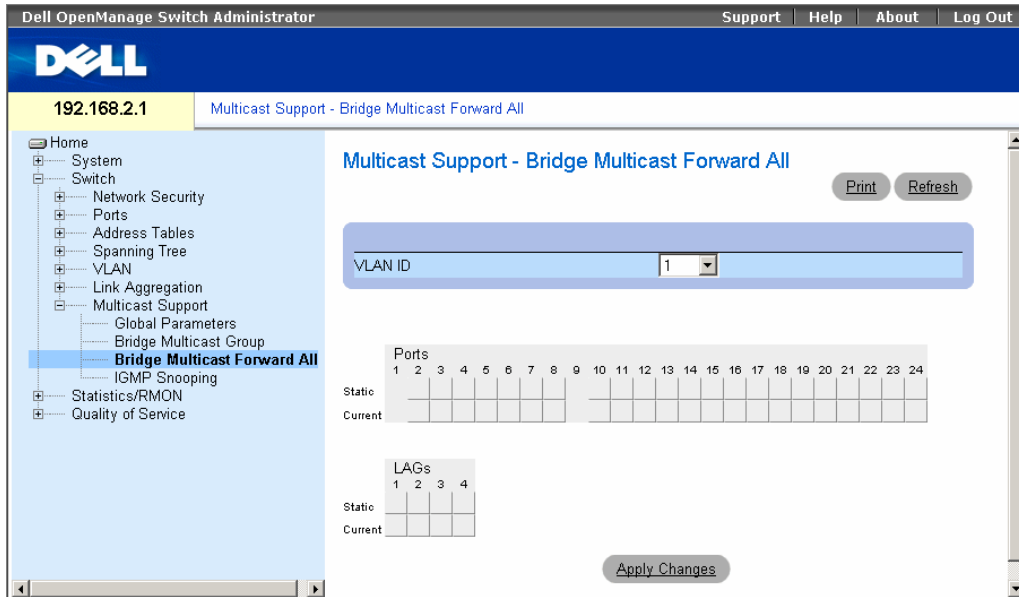 Dell OpenManage Switch Administrator
Support Help About Log Out
DELL
192.168.2.1
Multicast Support - Bridge Multicast Forward All
Home
System
Switch
Network Security
Ports
Address Tables
Spanning Tree
VLAN
Link Aggregation
Multicast Support
Global Parameters
Bridge Multicast Group
Bridge Multicast Forward All
IGMP Snooping
Statistics/RMON
Quality of Service
Multicast Support - Bridge Multicast Forward All
Print Refresh
VLAN ID 1
Ports
1 2 3 4 5 6 7 8 9 10 11 12 13 14 15 16 17 18 19 20 21 22 23 24
Static
Current
LAGs
1 2 3 4
Static
Current
Apply Changes